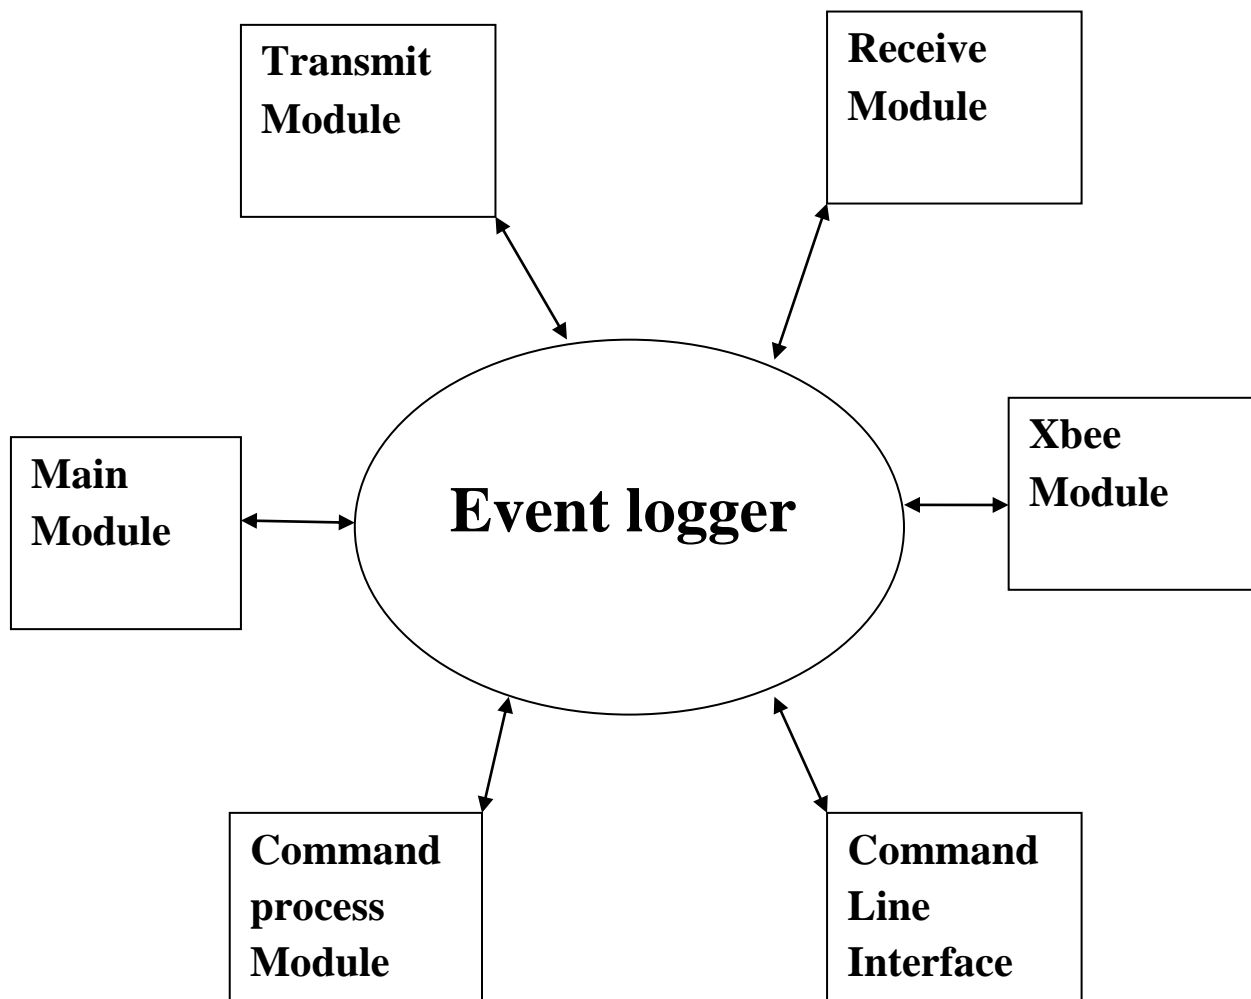 Transmit
Module
Receive
Module
Main
Module
Event logger
Xbee
Module
Command
process
Module
Command
Line
Interface